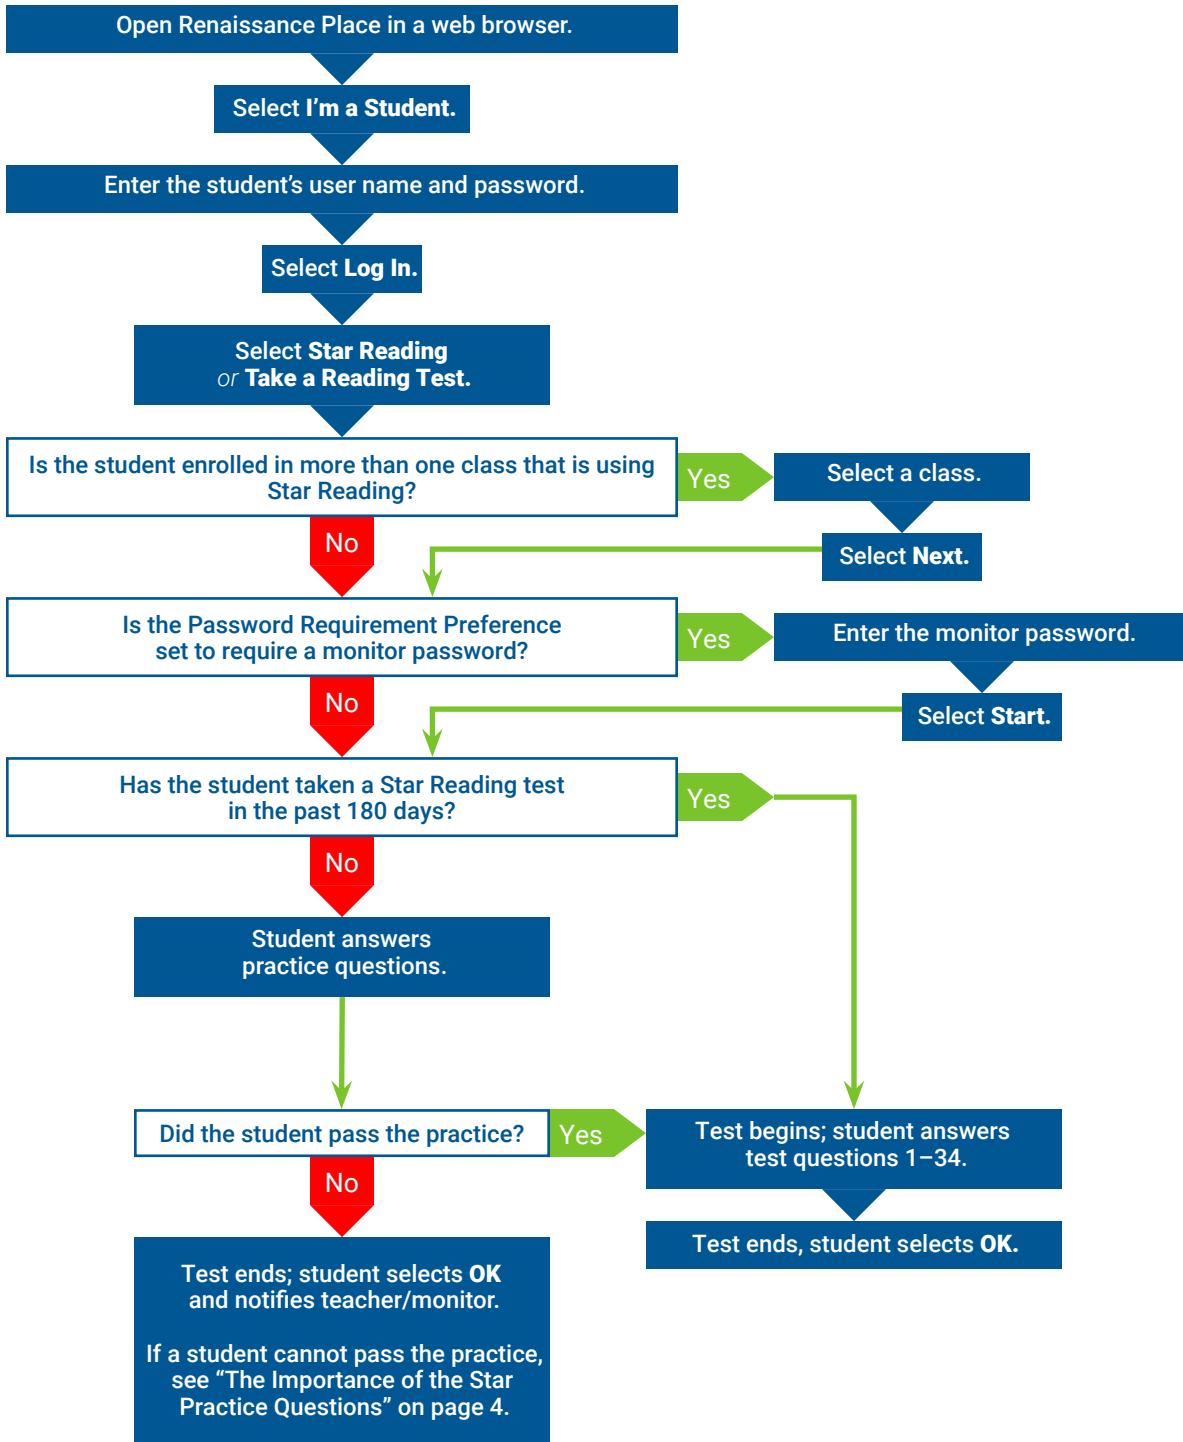 Open Renaissance Place in a web browser.
Select I’m a Student.
Enter the student’s user name and password.
Select Log In.
Select Star Reading
or Take a Reading Test.
Is the student enrolled in more than one class that is using
Star Reading?
Yes
Select a class.
No
Select Next.
Is the Password Requirement Preference
set to require a monitor password?
Yes
Enter the monitor password.
No
Select Start.
Has the student taken a Star Reading test
in the past 180 days?
Yes
No
Student answers
practice questions.
Did the student pass the practice?
Yes
Test begins; student answers
test questions 1–34.
No
Test ends, student selects OK.
Test ends; student selects OK
and notifies teacher/monitor.
If a student cannot pass the practice,
see “The Importance of the Star
Practice Questions” on page 4.